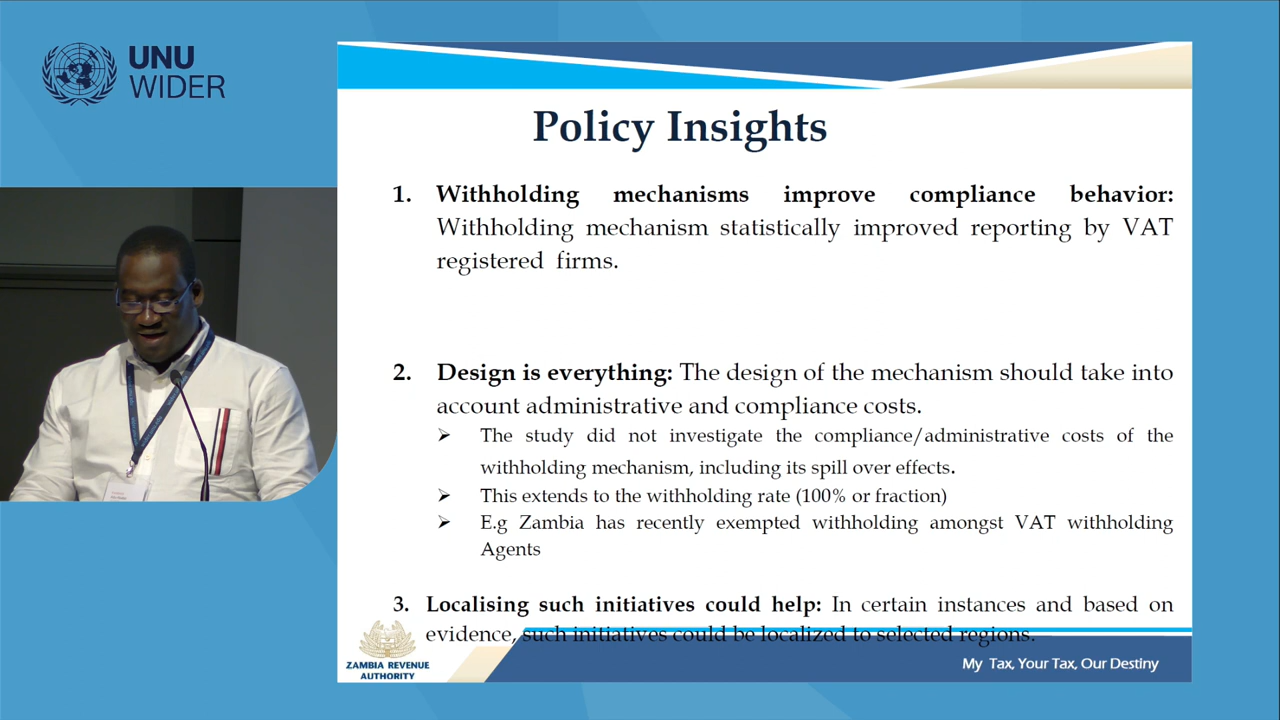 UNU
WIDER
Policy Insights
1. Withholding mechanisms improve compliance behavior:
Withholding mechanism statistically improved reporting by VAT
registered firms.
2. Design is everything: The design of the mechanism should take into
account administrative and compliance costs.
➢ The study did not investigate the compliance/administrative costs of the
withholding mechanism, including its spill over effects.
➢ This extends to the withholding rate (100% or fraction)
➢ E.g Zambia has recently exempted withholding amongst VAT withholding
Agents
3. Localising such initiatives could help: In certain instances and based on
evidence, such initiatives could be localized to selected regions.
ZAMBIA REVENUE
AUTHORITY
My Tax, Your Tax, Our Destiny